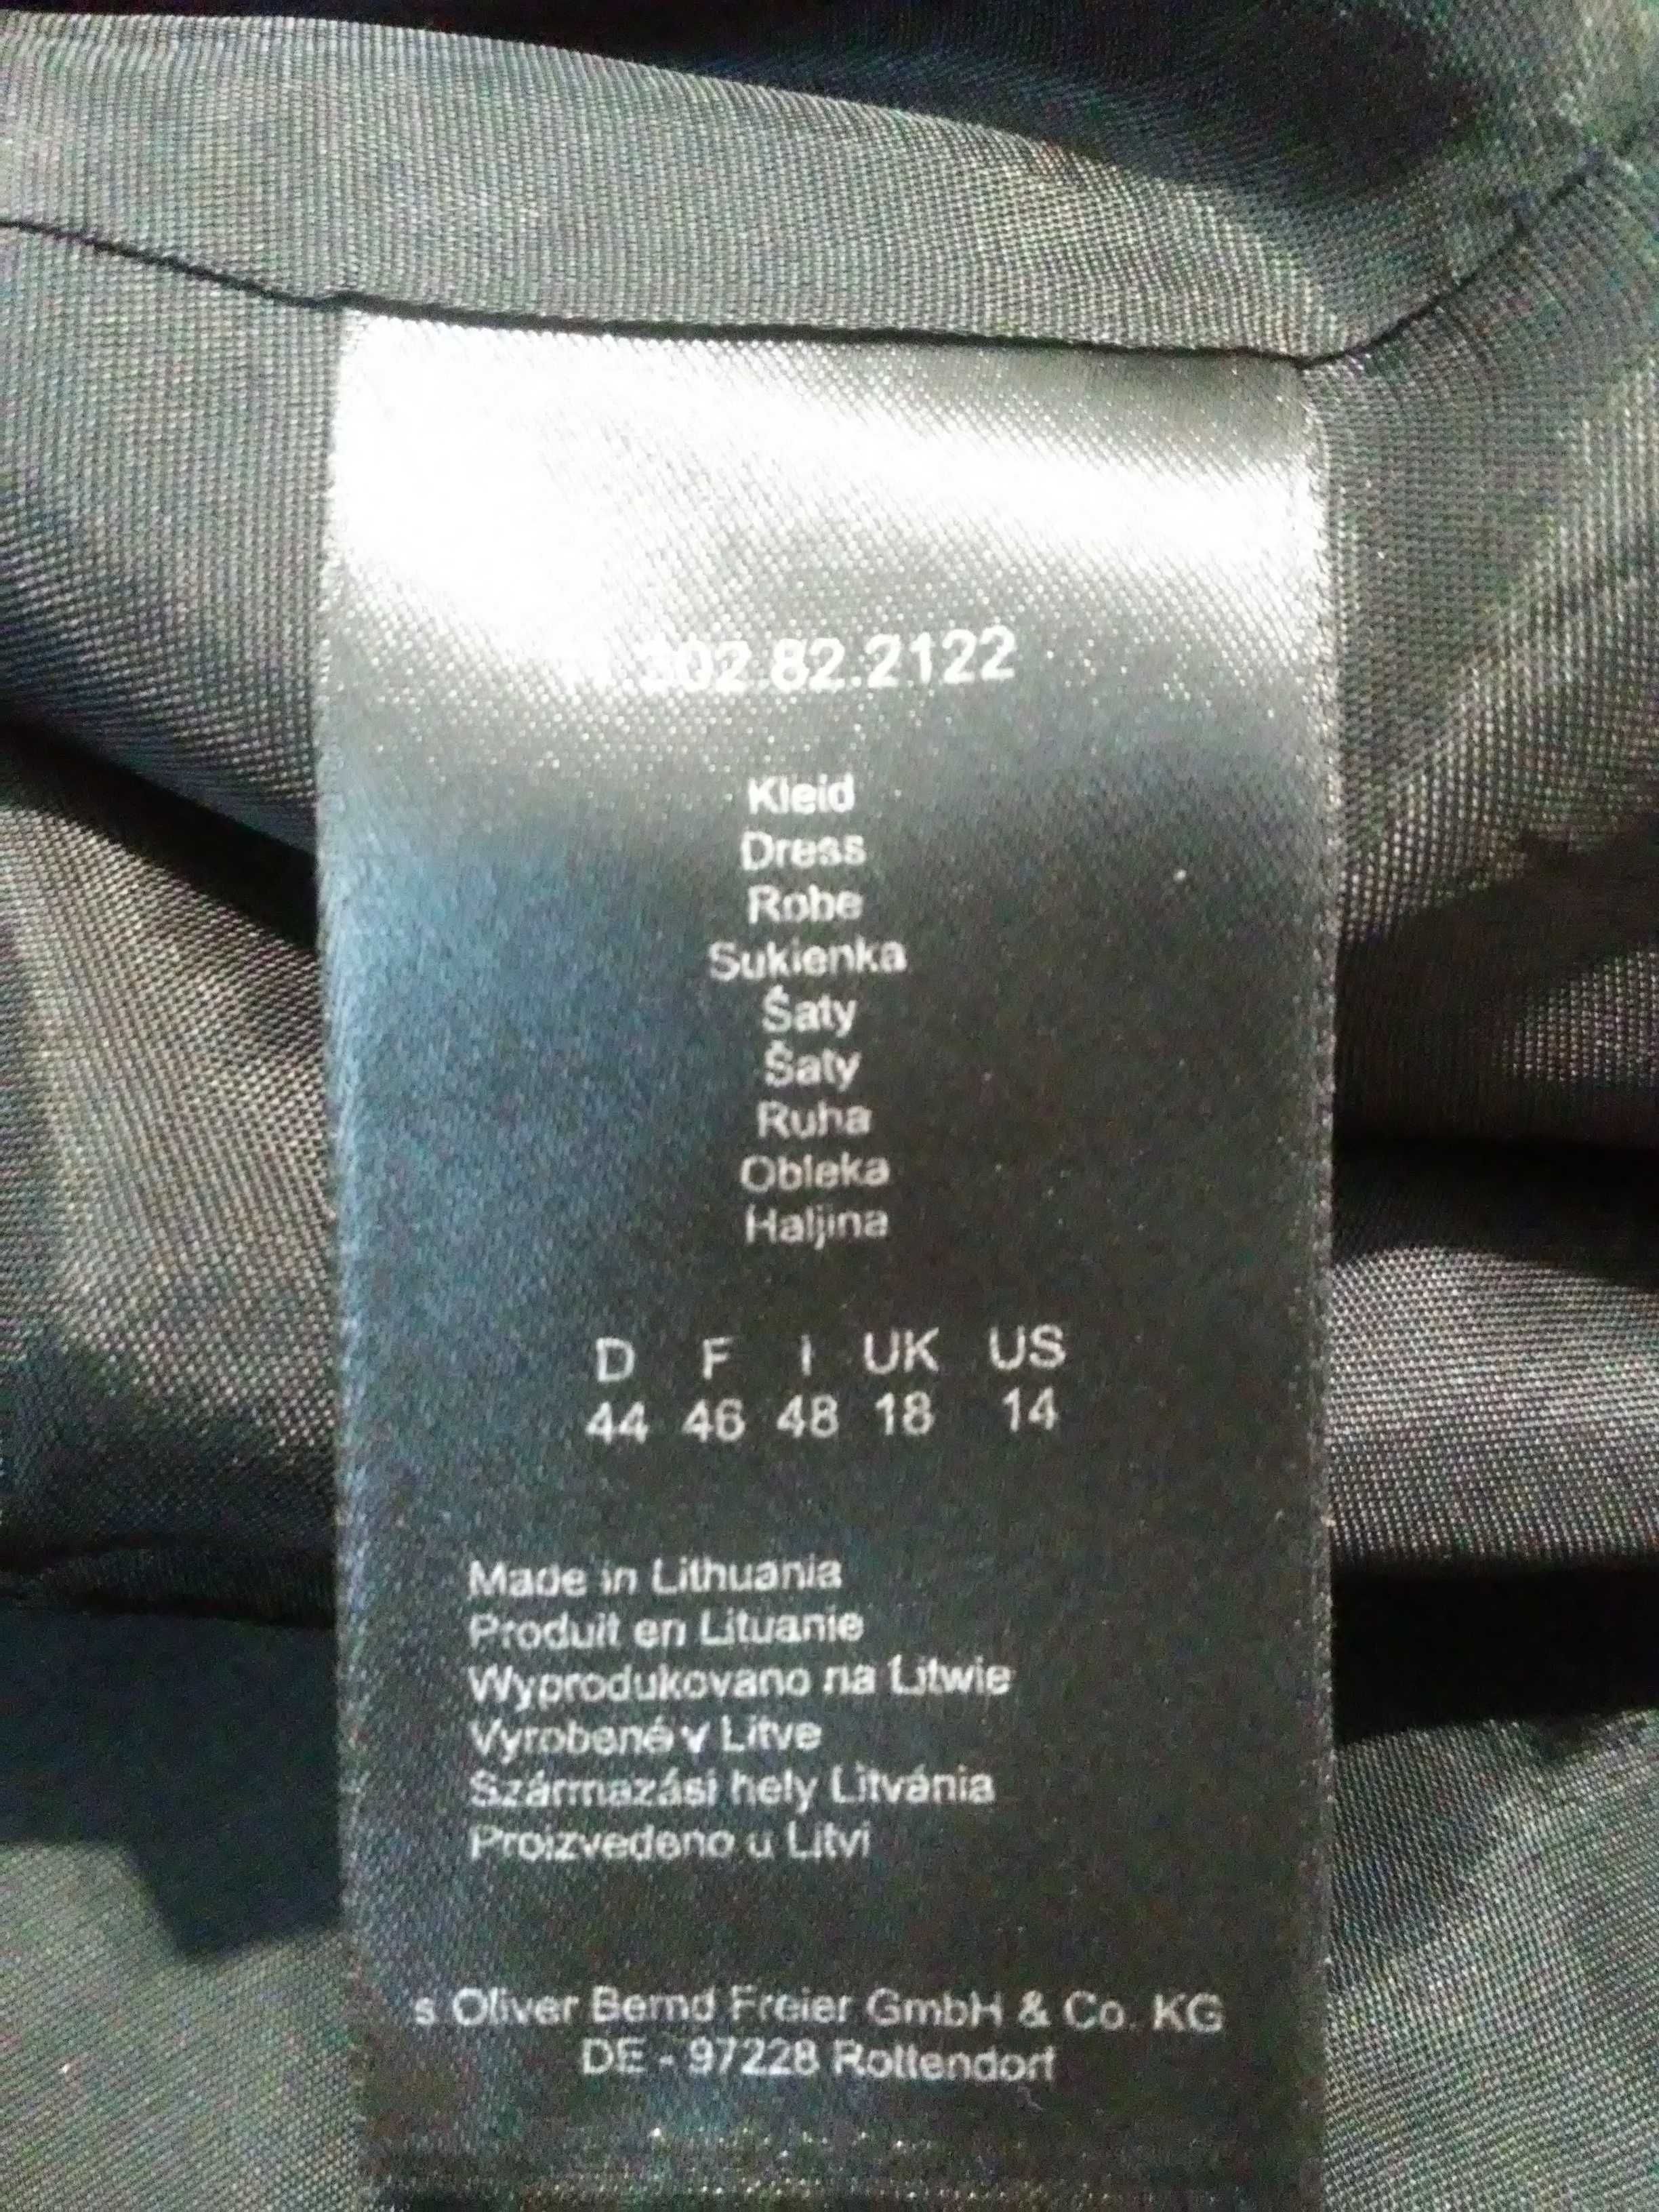 .302.82.2122
Kleid
Dress
Robe
Sukienka
Šaty
Šaty
Ruha
Obleka
Haljina
D F I UK US
44 46 48 18 14
Made in Lithuania
Produit en Lituanie
Wyprodukowano na Litwie
Vyrobené v Litve
Származási hely Litvánia
Proizvedeno u Litvi
s.Oliver Bernd Freier GmbH & Co. KG
DE - 97228 Rottendorf